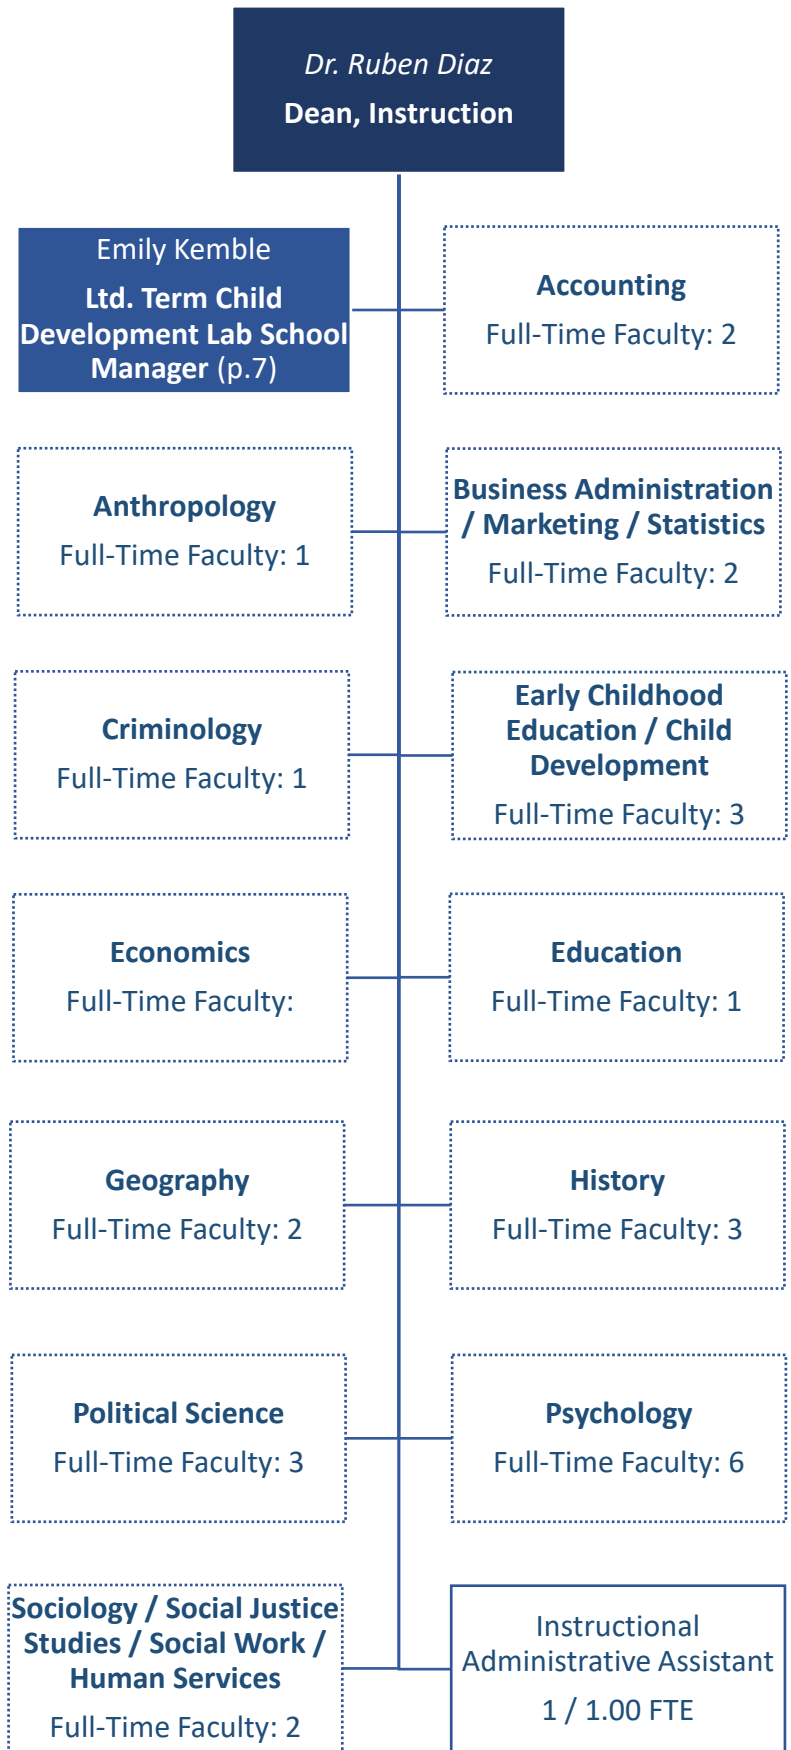 Dr. Ruben Diaz
Dean, Instruction
Emily Kemble
Ltd. Term Child
Development Lab School
Manager (p.7)
Accounting
Full-Time Faculty: 2
Anthropology
Full-Time Faculty: 1
Business Administration
/ Marketing / Statistics
Full-Time Faculty: 2
Criminology
Full-Time Faculty: 1
Early Childhood
Education / Child
Development
Full-Time Faculty: 3
Economics
Full-Time Faculty:
Education
Full-Time Faculty: 1
Geography
Full-Time Faculty: 2
History
Full-Time Faculty: 3
Political Science
Full-Time Faculty: 3
Psychology
Full-Time Faculty: 6
Sociology / Social Justice
Studies / Social Work /
Human Services
Full-Time Faculty: 2
Instructional
Administrative Assistant
1 / 1.00 FTE